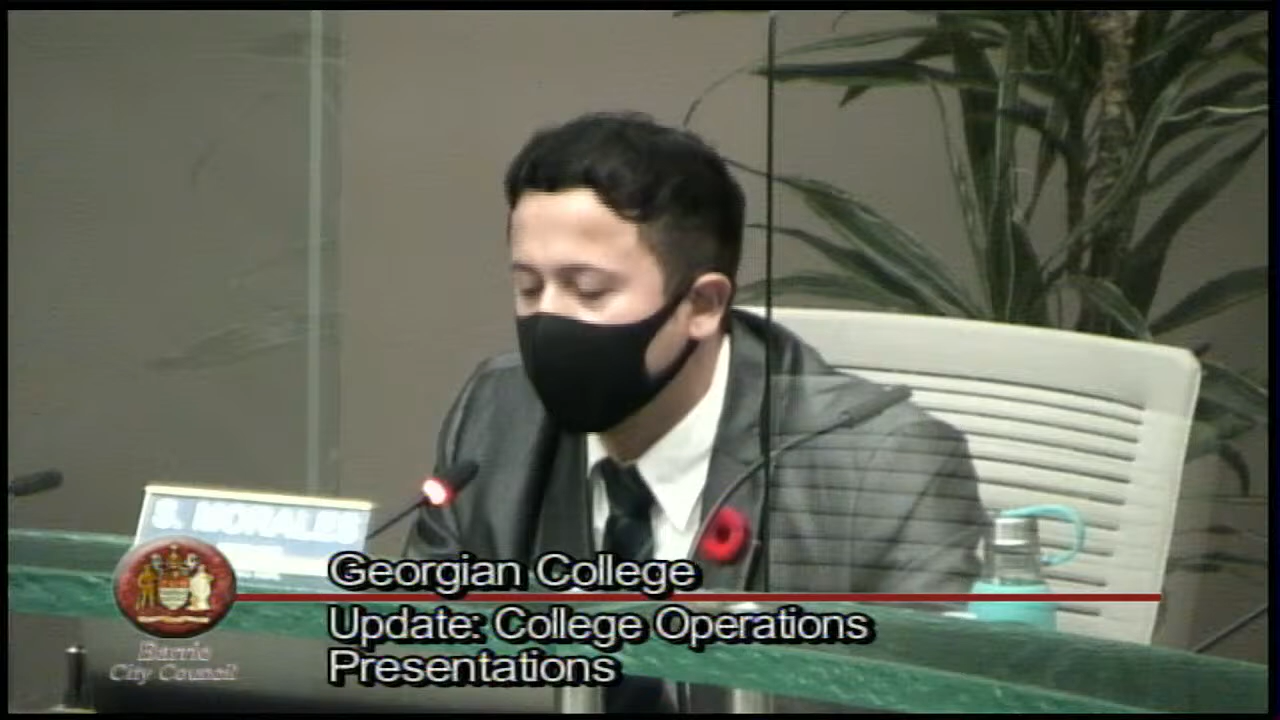 S. MORALES
Georgian College
Update: College Operations
Presentations
Barrie
City Council